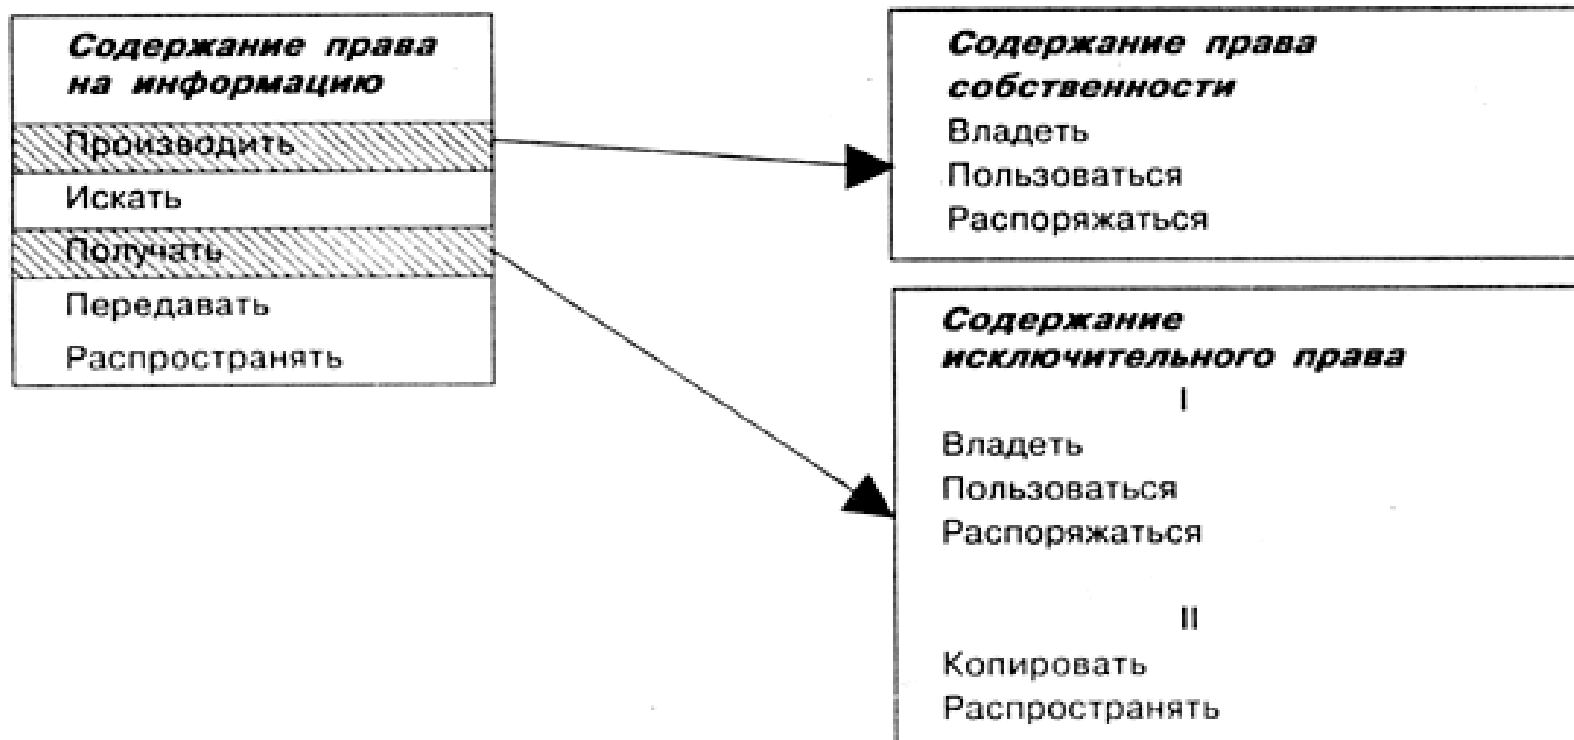 Содержание права
на информацию
Производить
Искать
Получать
Передавать
Распространять
Содержание права
собственности
Владеть
Пользоваться
Распоряжаться
Содержание
исключительного права
I
Владеть
Пользоваться
Распоряжаться
II
Копировать
Распространять